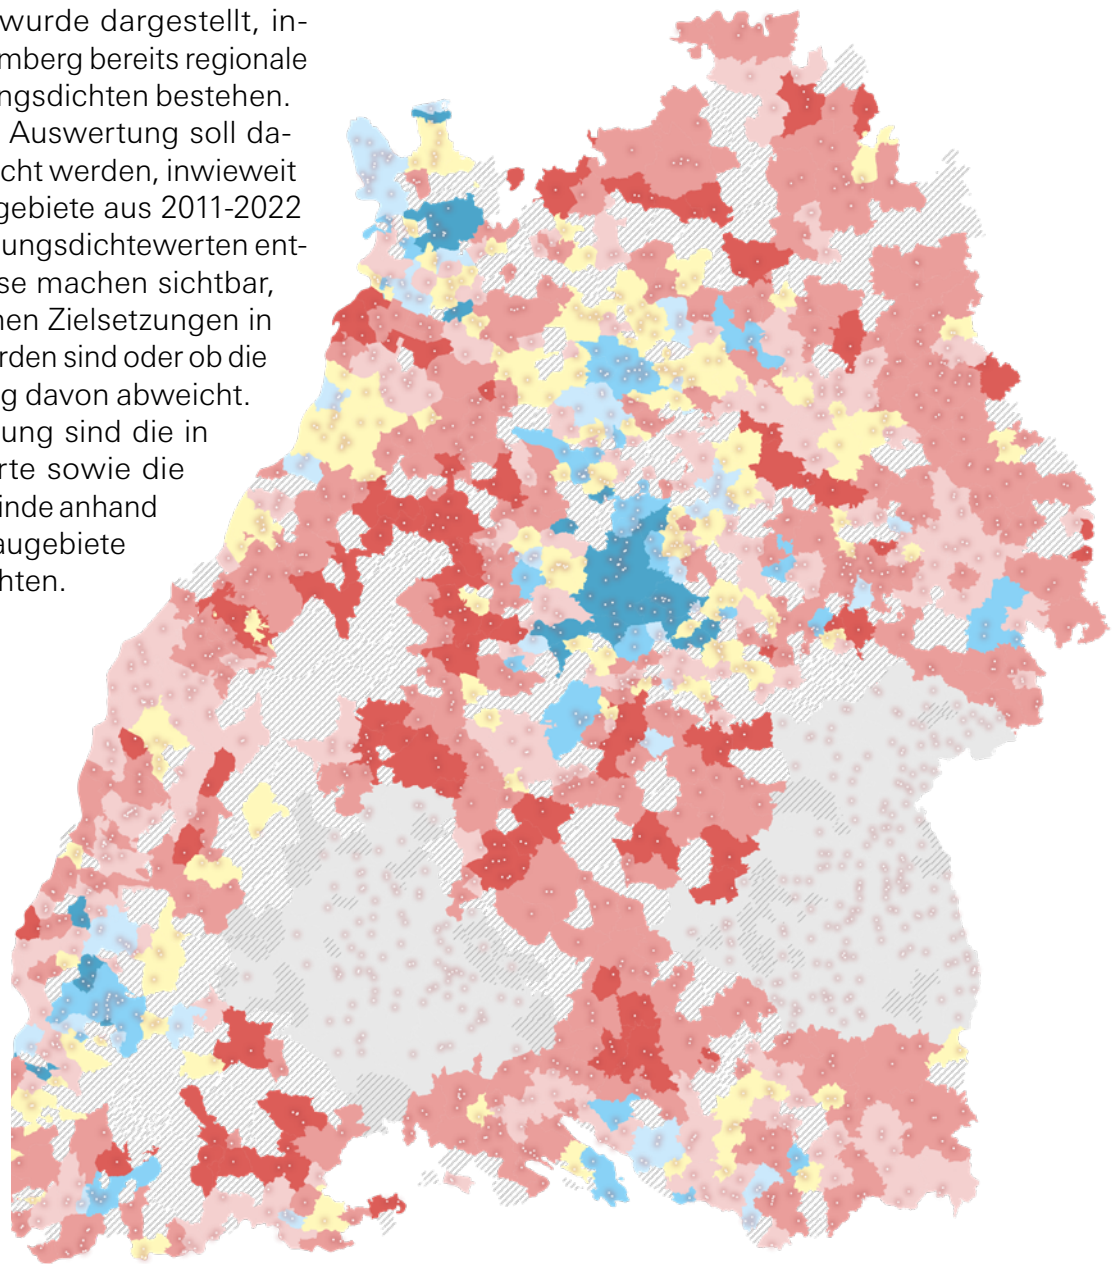 wurde dargestellt, in-
mberg bereits regionale
ngsdichten bestehen.
Auswertung soll da-
cht werden, inwieweit
gebiete aus 2011-2022
ungsdichtewerten ent-
se machen sichtbar,
nen Zielsetzungen in
rden sind oder ob die
g davon abweicht.
ung sind die in
rte sowie die
inde anhand
augebiete
chten.